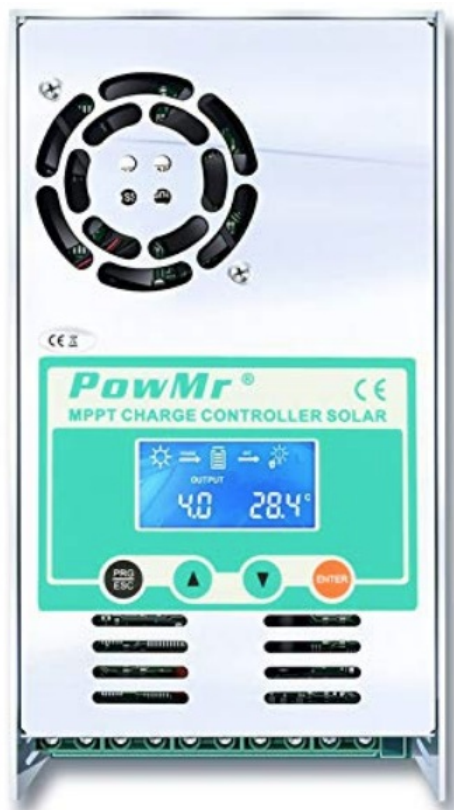 CE
PowMr ®
CE
MPPT CHARGE CONTROLLER SOLAR
OUTPUT
4.0 28.4°C
PRG
ESC
ENTER